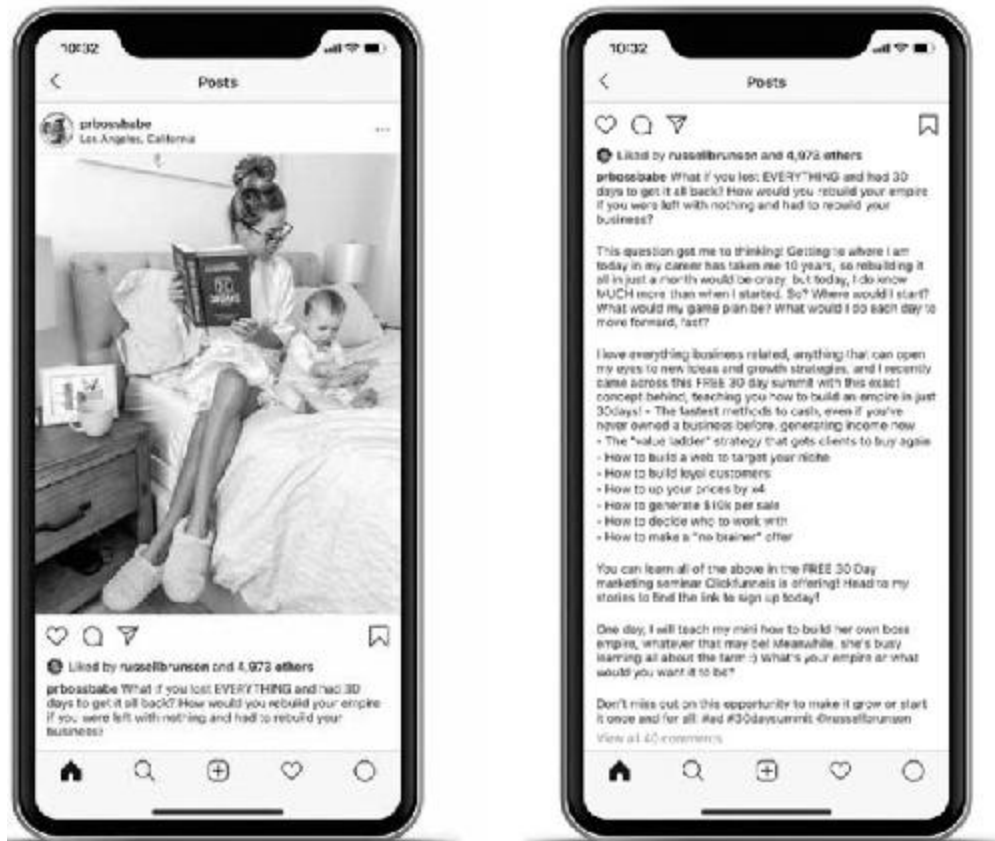 10:32
Posts
prbossbabe
Los Angeles, California
30
DAYS
Liked by russellbrunson and 4,973 others
prbossbabe What if you lost EVERYTHING and had 30
days to get it all back? How would you rebuild your empire
if you were left with nothing and had to rebuild your
business?
10:32
Posts
Liked by russellbrunson and 4,973 others
prbossbabe What if you lost EVERYTHING and had 30
days to get it all back? How would you rebuild your empire
if you were left with nothing and had to rebuild your
business?
This question got me to thinking! Getting to where I am
today in my career has taken me 10 years, so rebuilding it
all in just a month would be crazy, but today, I do know
MUCH more than when I started. So? Where would I start?
What would my game plan be? What would I do each day to
more forward, fast?
I love everything business related, anything that can open
my eyes to new ideas and growth strategies, and I recently
came across this FREE 30 day summit with this exact
concept behind, teaching you how to build an empire in just
30days! - The fastest methods to cash, even if you've
never owned a business before, generating income now
- The "value ladder" strategy that gets clients to buy again
- How to build a web to target your niche
- How to build loyal customers
- How to up your prices by x4
- How to generate $10k per sale
- How to decide who to work with
- How to make a "no brainer" offer
You can learn all of the above in the FREE 30 Day
marketing seminar Clickfunnels is offering! Head to my
stories to find the link to sign up today!
One day, I will teach my mini how to build her own boss
empire, whatever that may be! Meanwhile, she's busy
learning all about the farm :) What's your empire or what
would you want it to be?
Don't miss out on this opportunity to make it grow or start
it once and for all! #ad #30daysummit @russellbrunson
View all 40 comments